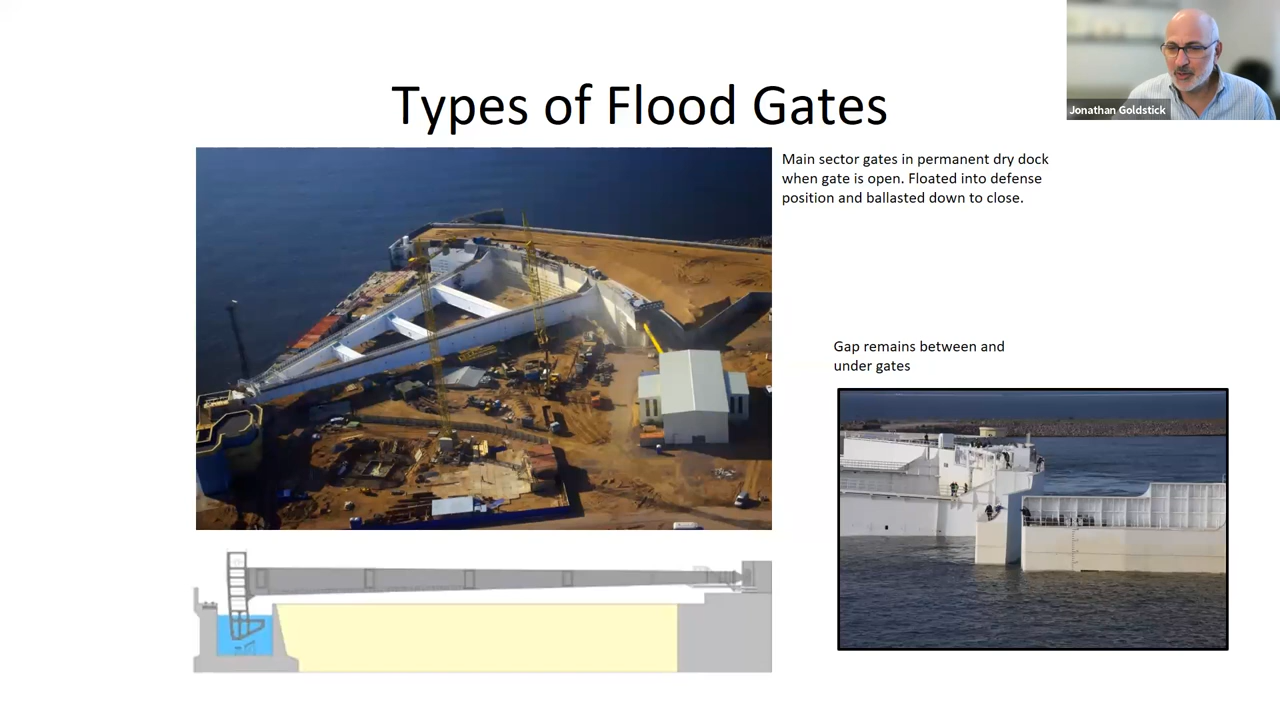 Types of Flood Gates
Main sector gates in permanent dry dock
when gate is open. Floated into defense
position and ballasted down to close.
Gap remains between and
under gates
Jonathan Goldstick